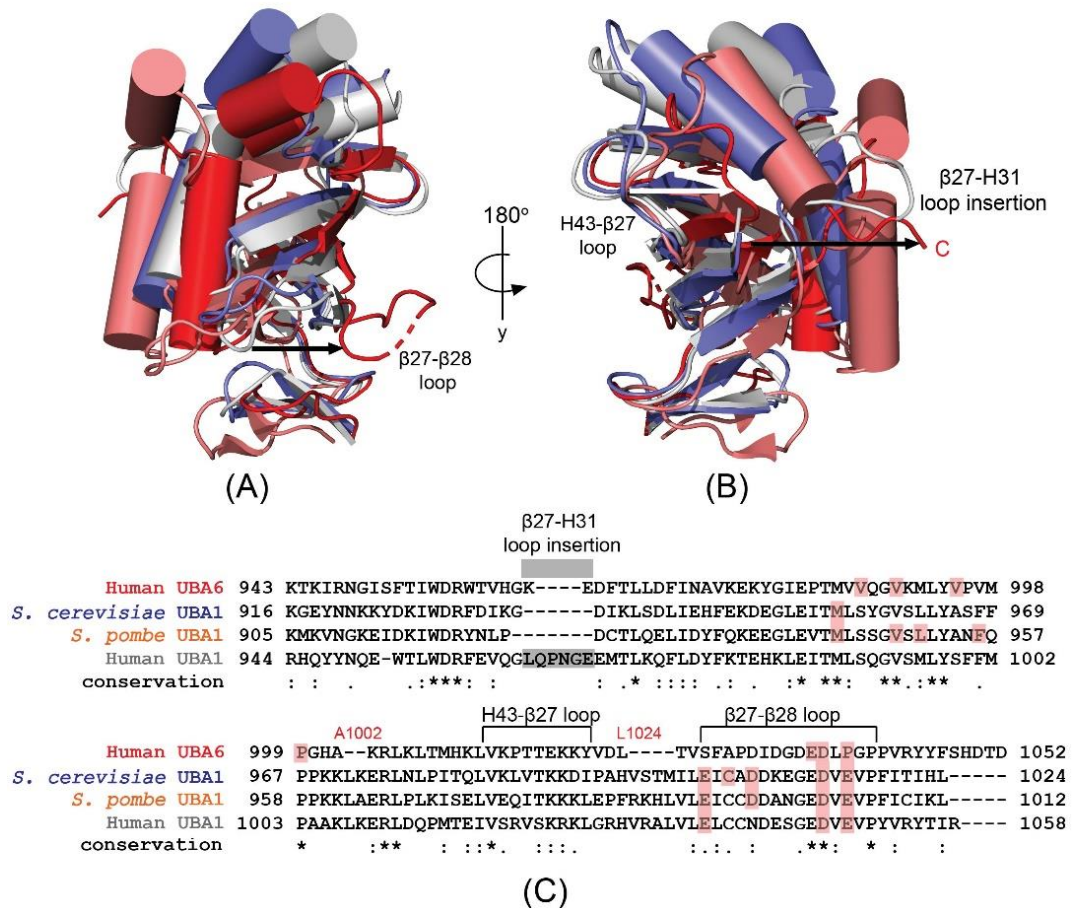 180°
y
β27-β28
loop
(A)
H43-β27
loop
β27-H31
loop insertion
C
(B)
β27-H31
loop insertion
Human UBA6 943 KTKIRNGISFTIWDRWTVHGK----EDFTLLDFINAVKEKYGIEPTMVVQGVKMLYVPVM 998
S. cerevisiae UBA1 916 KGEYNNKKYDKIWDRFDIKG------DIKLSDLIEHFEKDEGLEITMLSYGVSLLYASFF 969
S. pombe UBA1 905 KMKVNGKEIDKIWDRYNLP-------DCTLQELIDYFQKEEGLEVTMLSSGVSLLYANFQ 957
Human UBA1 944 RHQYYNQE-WTLWDRFEVQGLQPNGEEMTLKQFLDYFKTEHKLEITMLSQGVSMLYSFFM 1002
conservation : : . ***: : : .* :::: :: . :* **: ** .: ** .
A1002
H43-β27 loop
L1024
β27-β28 loop
Human UBA6 999 PGHA--KRLKLTMHKLVKPTTEKKYVDL----TVSFAPDIDGDEDLPGPPVRYYFSHDTD 1052
S. cerevisiae UBA1 967 PPKKLKERLNLPITQLVKLVTKKDIPAHVSTMILEICADDKEGEDVEVPFITIHL----- 1024
S. pombe UBA1 958 PPKKLAERLPLKISELVEQITKKKLEPFRKHLVLEICCDDANGEDVEVPFICIKL----- 1012
Human UBA1 1003 PAAKLKERLDQPMTEIVSRVSKRKLGRHVRALVLELCCNDESGEDVEVPYVRYTIR---- 1058
conservation * :** : :*. ::: .: : : .**: * : :
(C)